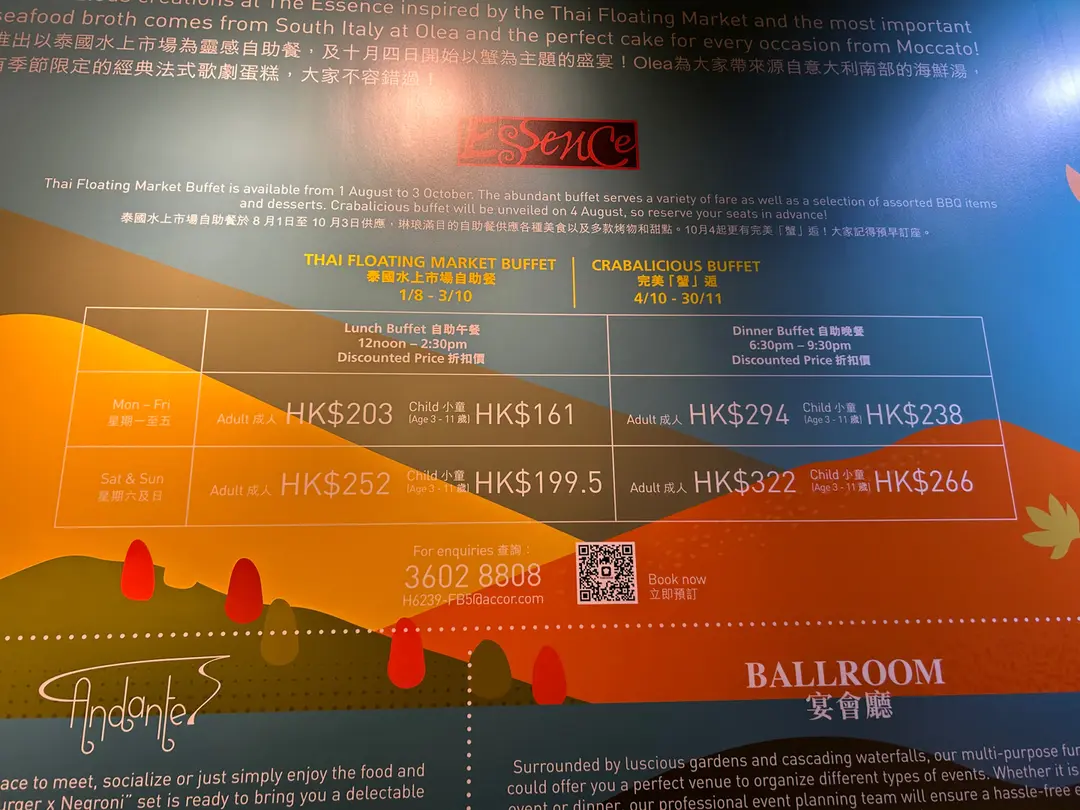 creations at The Essence inspired by the Thai Floating Market and the most important
seafood broth comes from South Italy at Olea and the perfect cake for every occasion from Moccato!
推出以泰國水上市場為靈感自助餐，及十月四日開始以蟹為主題的盛宴！Olea為大家帶來源自意大利南部的海鮮湯，
季節限定的經典法式歌劇蛋糕，大家不容錯過！
Essence
Thai Floating Market Buffet is available from 1 August to 3 October. The abundant buffet serves a variety of fare as well as a selection of assorted BBQ items
and desserts. Crabalicious buffet will be unveiled on 4 August, so reserve your seats in advance!
泰國水上市場自助餐於 8 月1日至 10 月3日供應，琳琅滿目的自助餐供應各種美食以及多款烤物和甜點。10月4起更有完美「蟹」逅！大家記得預早訂座。
THAI FLOATING MARKET BUFFET
泰國水上市場自助餐
1/8 - 3/10
CRABALICIOUS BUFFET
完美「蟹」逅
4/10 - 30/11
Lunch Buffet 自助午餐
12noon – 2:30pm
Discounted Price 折扣價
Dinner Buffet 自助晚餐
6:30pm – 9:30pm
Discounted Price 折扣價
Mon – Fri
星期一至五
Adult 成人 HK$203 Child 小童 (Age 3 - 11 歲) HK$161
Adult 成人 HK$294 Child 小童 (Age 3 - 11 歲) HK$238
Sat & Sun
星期六及日
Adult 成人 HK$252 Child 小童 (Age 3 - 11 歲) HK$199.5
Adult 成人 HK$322 Child 小童 (Age 3 - 11 歲) HK$266
For enquiries 查詢：
3602 8808
H6239-FB5@accor.com
Book now
立即預訂
Andante
ace to meet, socialize or just simply enjoy the food and
urger x Negroni” set is ready to bring you a delectable
BALLROOM
宴會廳
Surrounded by luscious gardens and cascading waterfalls, our multi-purpose fun
could offer you a perfect venue to organize different types of events. Whether it is
event or dinner, our professional event planning team will ensure a hassle-free e